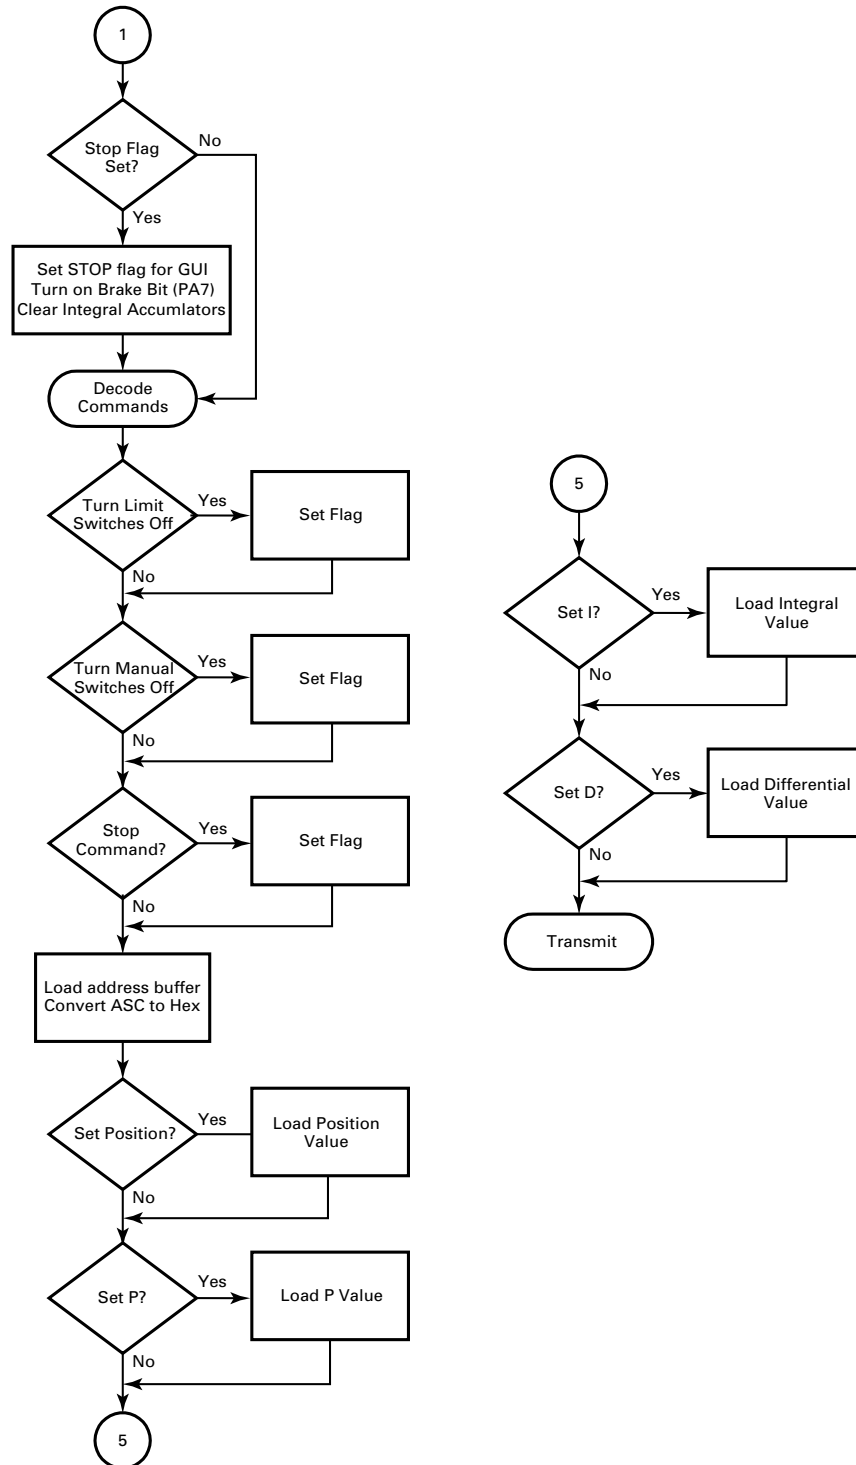 1
Stop Flag
Set?
No
Yes
Set STOP flag for GUI
Turn on Brake Bit (PA7)
Clear Integral Accumlators
Decode
Commands
Turn Limit
Switches Off
Yes
Set Flag
No
Turn Manual
Switches Off
Yes
Set Flag
No
Stop
Command?
Yes
Set Flag
No
Load address buffer
Convert ASC to Hex
Set Position?
Yes
Load Position
Value
No
Set P?
Yes
Load P Value
No
5
5
Set I?
Yes
Load Integral
Value
No
Set D?
Yes
Load Differential
Value
No
Transmit